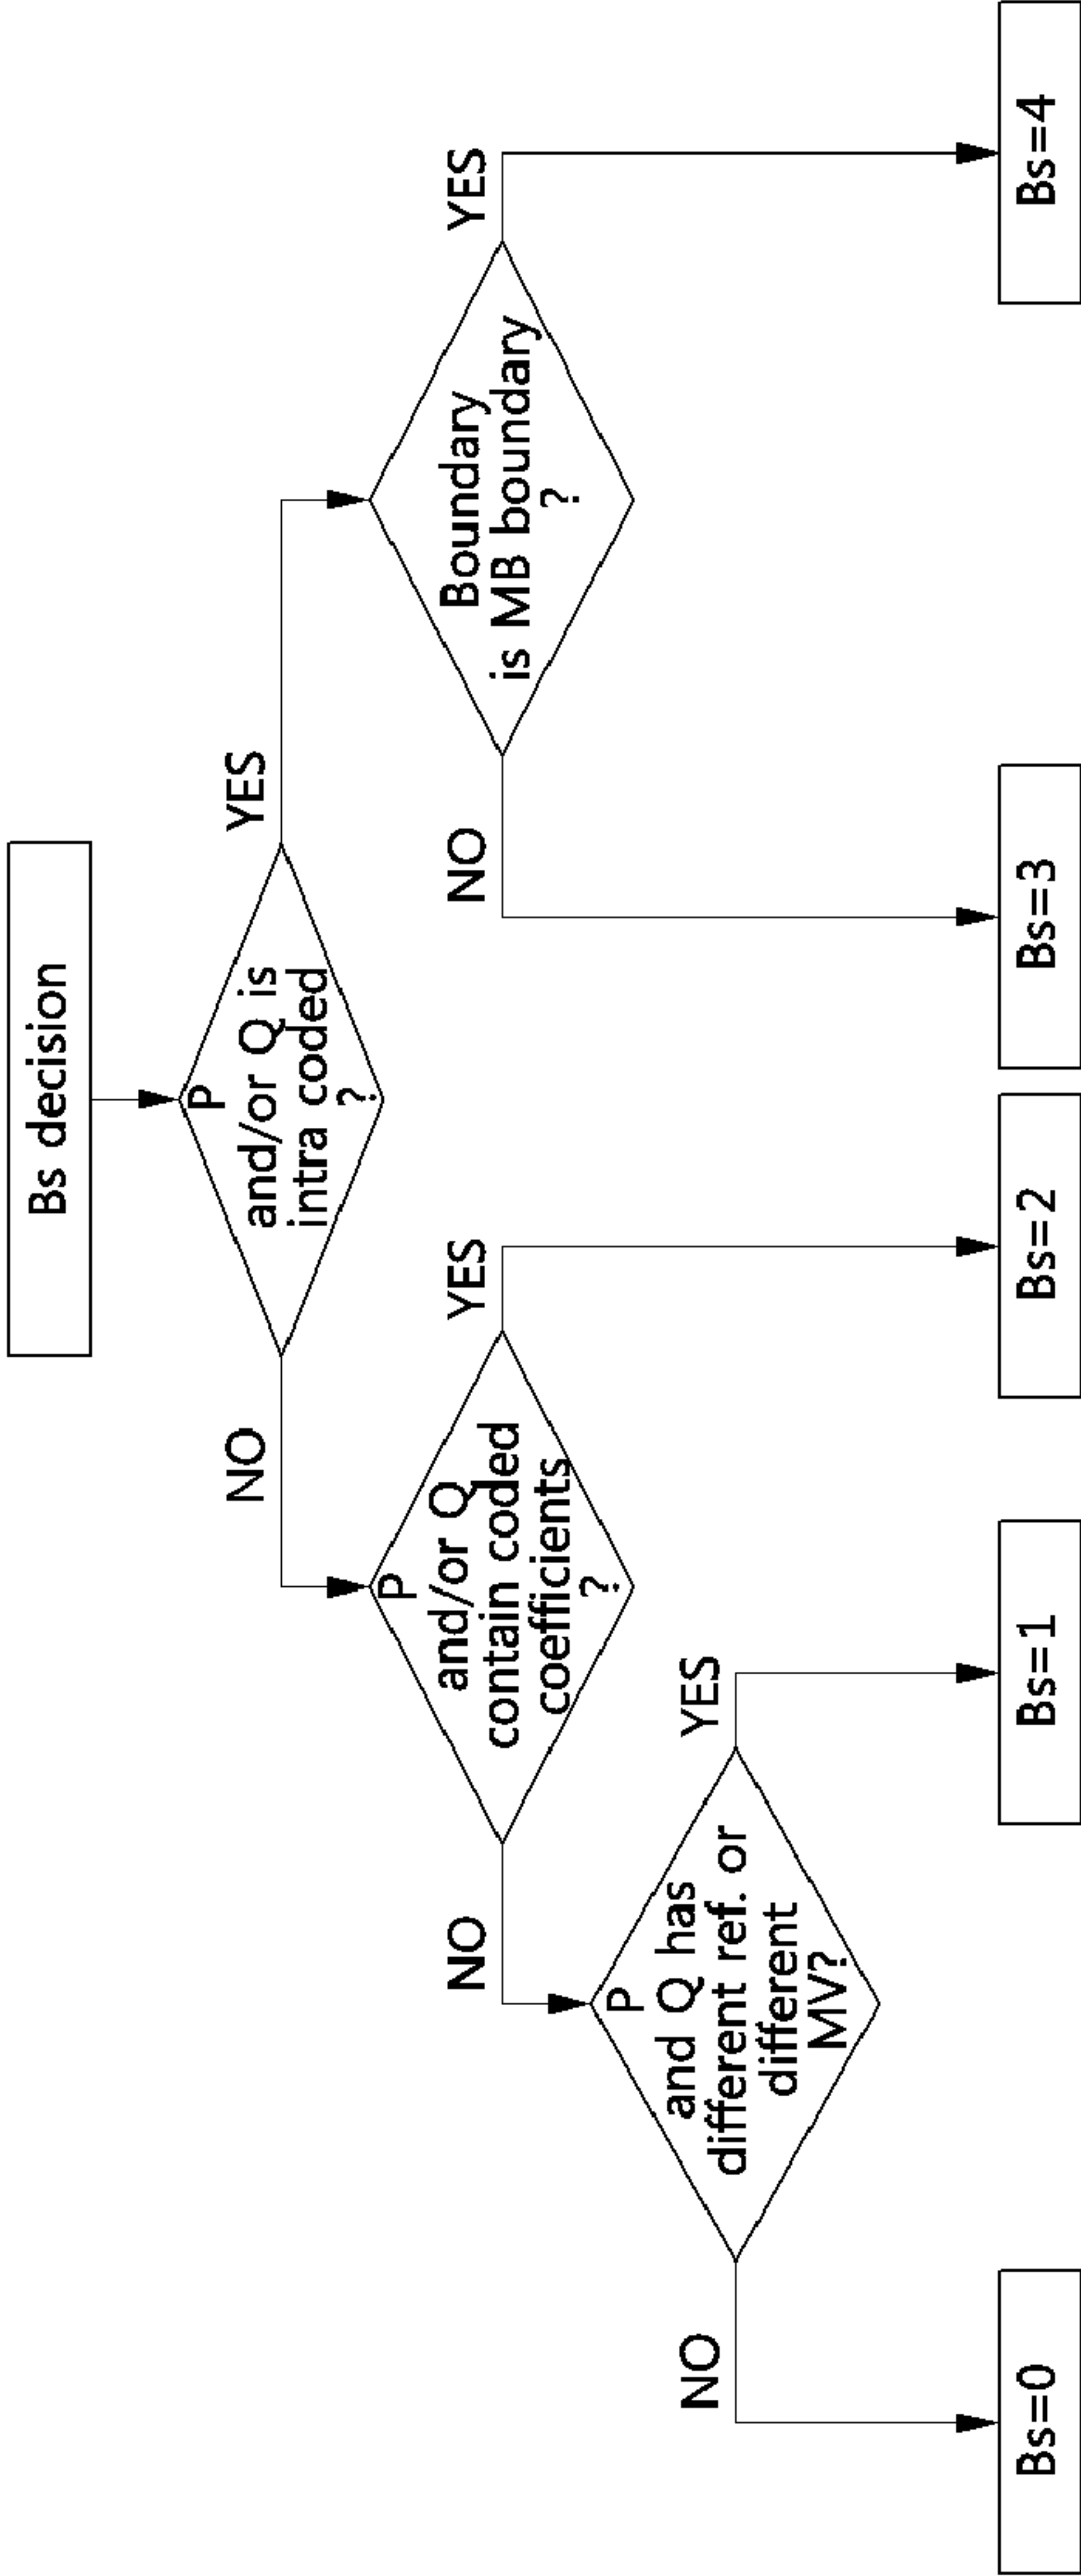 Bs decision
P
and/or Q is
intra coded
?
NO
YES
P
and/or Q
contain coded
coefficients
?
NO
YES
Boundary
is MB boundary
?
NO
YES
P
and Q has
different ref. or
different
MV?
NO
YES
Bs=0
Bs=1
Bs=2
Bs=3
Bs=4